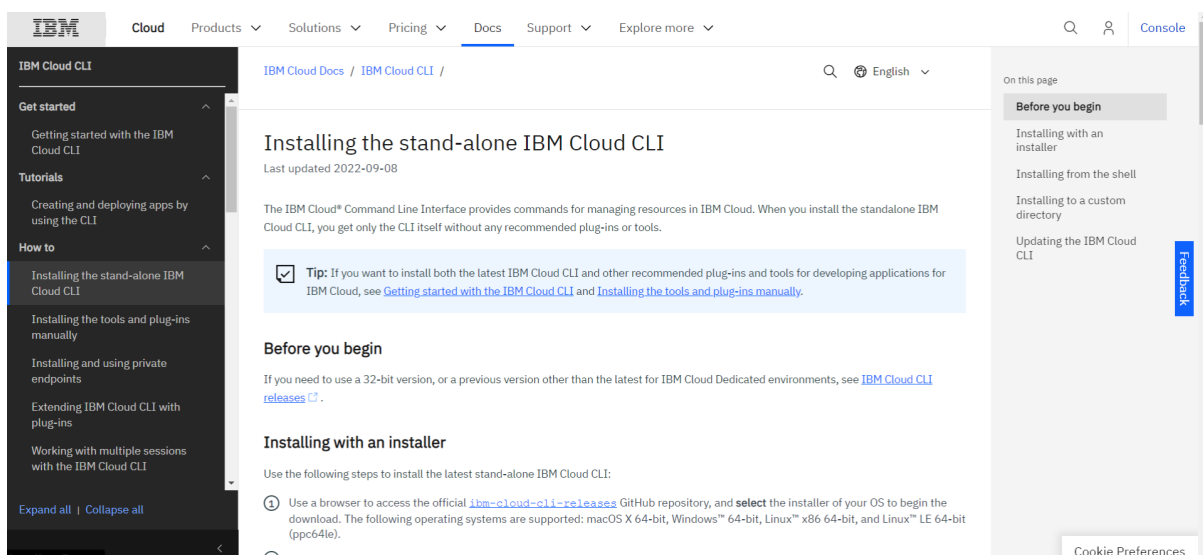 IBM Cloud Products Solutions Pricing Docs Support Explore more Console
IBM Cloud CLI
Get started
Getting started with the IBM
Cloud CLI
Tutorials
Creating and deploying apps by
using the CLI
How to
Installing the stand-alone IBM
Cloud CLI
Installing the tools and plug-ins
manually
Installing and using private
endpoints
Extending IBM Cloud CLI with
plug-ins
Working with multiple sessions
with the IBM Cloud CLI
Expand all | Collapse all
IBM Cloud Docs / IBM Cloud CLI /
English
Installing the stand-alone IBM Cloud CLI
Last updated 2022-09-08
The IBM Cloud® Command Line Interface provides commands for managing resources in IBM Cloud. When you install the standalone IBM
Cloud CLI, you get only the CLI itself without any recommended plug-ins or tools.
Tip: If you want to install both the latest IBM Cloud CLI and other recommended plug-ins and tools for developing applications for
IBM Cloud, see Getting started with the IBM Cloud CLI and Installing the tools and plug-ins manually.
Before you begin
If you need to use a 32-bit version, or a previous version other than the latest for IBM Cloud Dedicated environments, see IBM Cloud CLI
releases .
Installing with an installer
Use the following steps to install the latest stand-alone IBM Cloud CLI:
1 Use a browser to access the official ibm-cloud-cli-releases GitHub repository, and select the installer of your OS to begin the
download. The following operating systems are supported: macOS X 64-bit, Windows™ 64-bit, Linux™ x86 64-bit, and Linux™ LE 64-bit
(ppc64le).
On this page
Before you begin
Installing with an
installer
Installing from the shell
Installing to a custom
directory
Updating the IBM Cloud
CLI
Feedback
Cookie Preferences